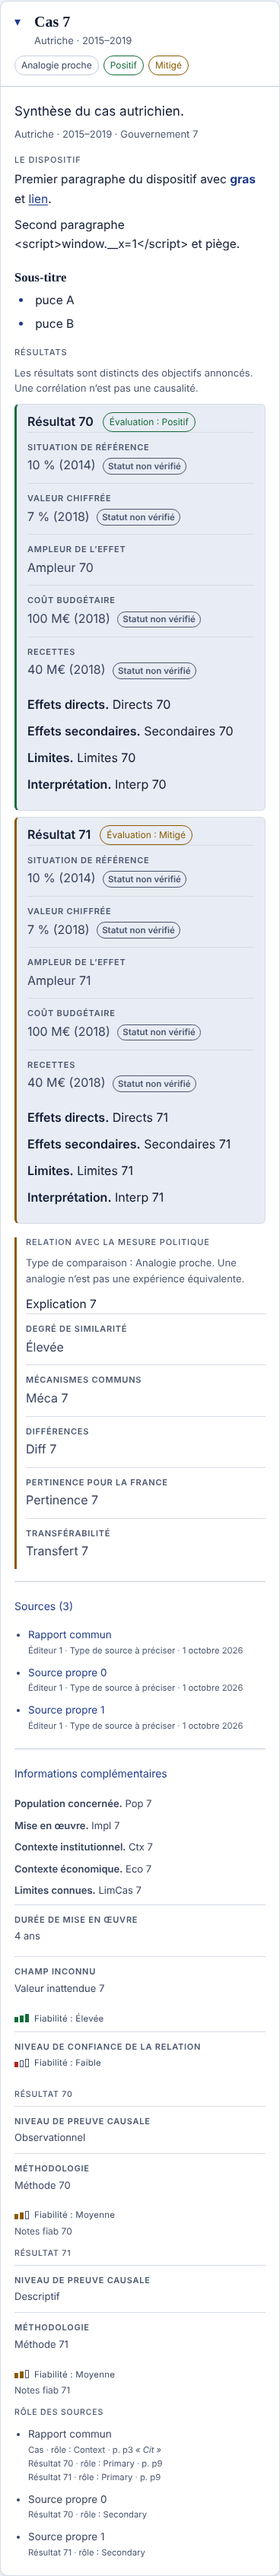 ▾ Cas 7
Autriche · 2015–2019
Analogie proche Positif Mitigé
Synthèse du cas autrichien.
Autriche · 2015–2019 · Gouvernement 7
LE DISPOSITIF
Premier paragraphe du dispositif avec gras
et lien.
Second paragraphe
<script>window.__x=1</script> et piège.
Sous-titre
• puce A
• puce B
RÉSULTATS
Les résultats sont distincts des objectifs annoncés.
Une corrélation n’est pas une causalité.
Résultat 70 Évaluation : Positif
SITUATION DE RÉFÉRENCE
10 % (2014) Statut non vérifié
VALEUR CHIFFRÉE
7 % (2018) Statut non vérifié
AMPLEUR DE L’EFFET
Ampleur 70
COÛT BUDGÉTAIRE
100 M€ (2018) Statut non vérifié
RECETTES
40 M€ (2018) Statut non vérifié
Effets directs. Directs 70
Effets secondaires. Secondaires 70
Limites. Limites 70
Interprétation. Interp 70
Résultat 71 Évaluation : Mitigé
SITUATION DE RÉFÉRENCE
10 % (2014) Statut non vérifié
VALEUR CHIFFRÉE
7 % (2018) Statut non vérifié
AMPLEUR DE L’EFFET
Ampleur 71
COÛT BUDGÉTAIRE
100 M€ (2018) Statut non vérifié
RECETTES
40 M€ (2018) Statut non vérifié
Effets directs. Directs 71
Effets secondaires. Secondaires 71
Limites. Limites 71
Interprétation. Interp 71
RELATION AVEC LA MESURE POLITIQUE
Type de comparaison : Analogie proche. Une
analogie n’est pas une expérience équivalente.
Explication 7
DEGRÉ DE SIMILARITÉ
Élevée
MÉCANISMES COMMUNS
Méca 7
DIFFÉRENCES
Diff 7
PERTINENCE POUR LA FRANCE
Pertinence 7
TRANSFÉRABILITÉ
Transfert 7
Sources (3)
• Rapport commun
Éditeur 1 · Type de source à préciser · 1 octobre 2026
• Source propre 0
Éditeur 1 · Type de source à préciser · 1 octobre 2026
• Source propre 1
Éditeur 1 · Type de source à préciser · 1 octobre 2026
Informations complémentaires
Population concernée. Pop 7
Mise en œuvre. Impl 7
Contexte institutionnel. Ctx 7
Contexte économique. Eco 7
Limites connues. LimCas 7
DURÉE DE MISE EN ŒUVRE
4 ans
CHAMP INCONNU
Valeur inattendue 7
Fiabilité : Élevée
NIVEAU DE CONFIANCE DE LA RELATION
Fiabilité : Faible
RÉSULTAT 70
NIVEAU DE PREUVE CAUSALE
Observationnel
MÉTHODOLOGIE
Méthode 70
Fiabilité : Moyenne
Notes fiab 70
RÉSULTAT 71
NIVEAU DE PREUVE CAUSALE
Descriptif
MÉTHODOLOGIE
Méthode 71
Fiabilité : Moyenne
Notes fiab 71
RÔLE DES SOURCES
• Rapport commun
Cas · rôle : Context · p. p3 « Cit »
Résultat 70 · rôle : Primary · p. p9
Résultat 71 · rôle : Primary · p. p9
• Source propre 0
Résultat 70 · rôle : Secondary
• Source propre 1
Résultat 71 · rôle : Secondary